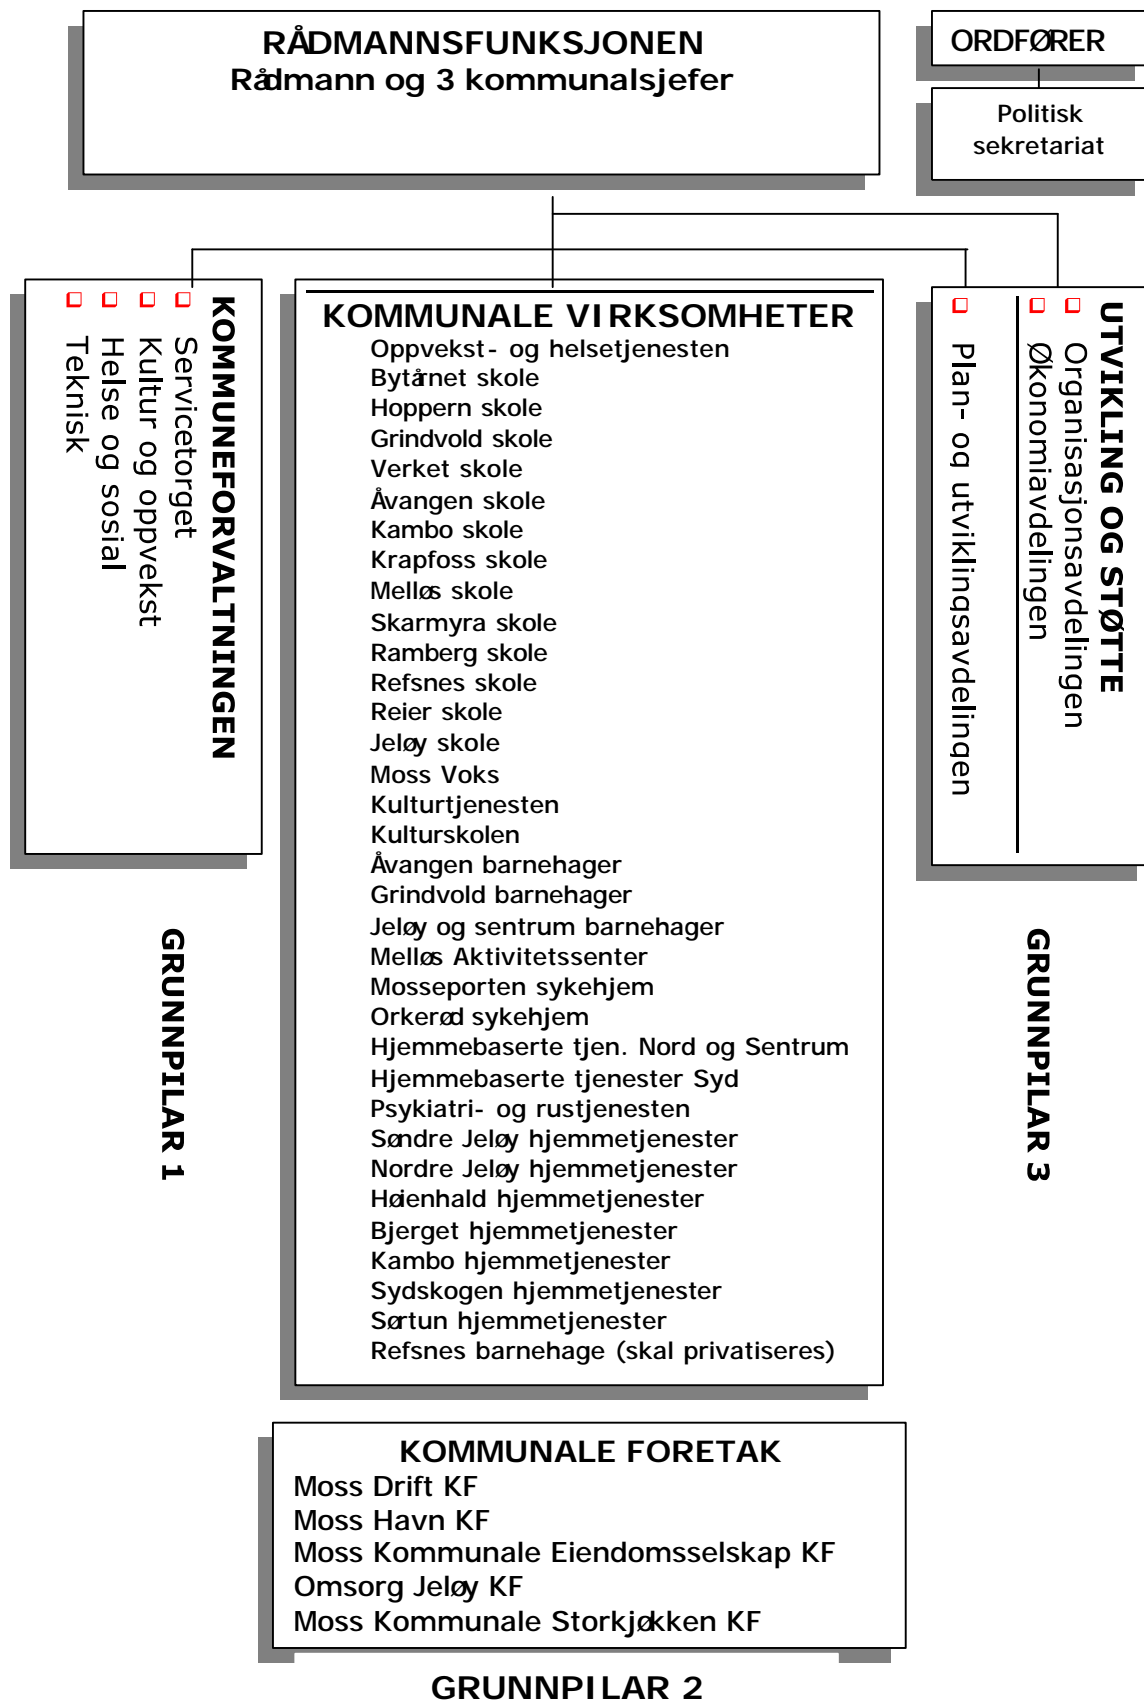 RÅDMANNSFUNKSJONEN
Rådmann og 3 kommunalsjefer
ORDFØRER
Politisk
sekretariat
KOMMUNEFORVALTNINGEN
Servicetorget
Kultur og oppvekst
Helse og sosial
Teknisk
GRUNNPILAR 1
KOMMUNALE VIRKSOMHETER
Oppvekst- og helsetjenesten
Bytårnet skole
Hoppern skole
Grindvold skole
Verket skole
Åvangen skole
Kambo skole
Krapfoss skole
Melløs skole
Skarmyra skole
Ramberg skole
Refsnes skole
Reier skole
Jeløy skole
Moss Voks
Kulturtjenesten
Kulturskolen
Åvangen barnehager
Grindvold barnehager
Jeløy og sentrum barnehager
Melløs Aktivitetssenter
Mosseporten sykehjem
Orkerød sykehjem
Hjemmebaserte tjen. Nord og Sentrum
Hjemmebaserte tjenester Syd
Psykiatri- og rustjenesten
Søndre Jeløy hjemmetjenester
Nordre Jeløy hjemmetjenester
Høienhald hjemmetjenester
Bjerget hjemmetjenester
Kambo hjemmetjenester
Sydskogen hjemmetjenester
Sørtun hjemmetjenester
Refsnes barnehage (skal privatiseres)
UTVIKLING OG STØTTE
Organisasjonsavdelingen
Økonomiavdelingen
Plan- og utviklingsavdelingen
GRUNNPILAR 3
KOMMUNALE FORETAK
Moss Drift KF
Moss Havn KF
Moss Kommunale Eiendomsselskap KF
Omsorg Jeløy KF
Moss Kommunale Storkjøkken KF
GRUNNPILAR 2